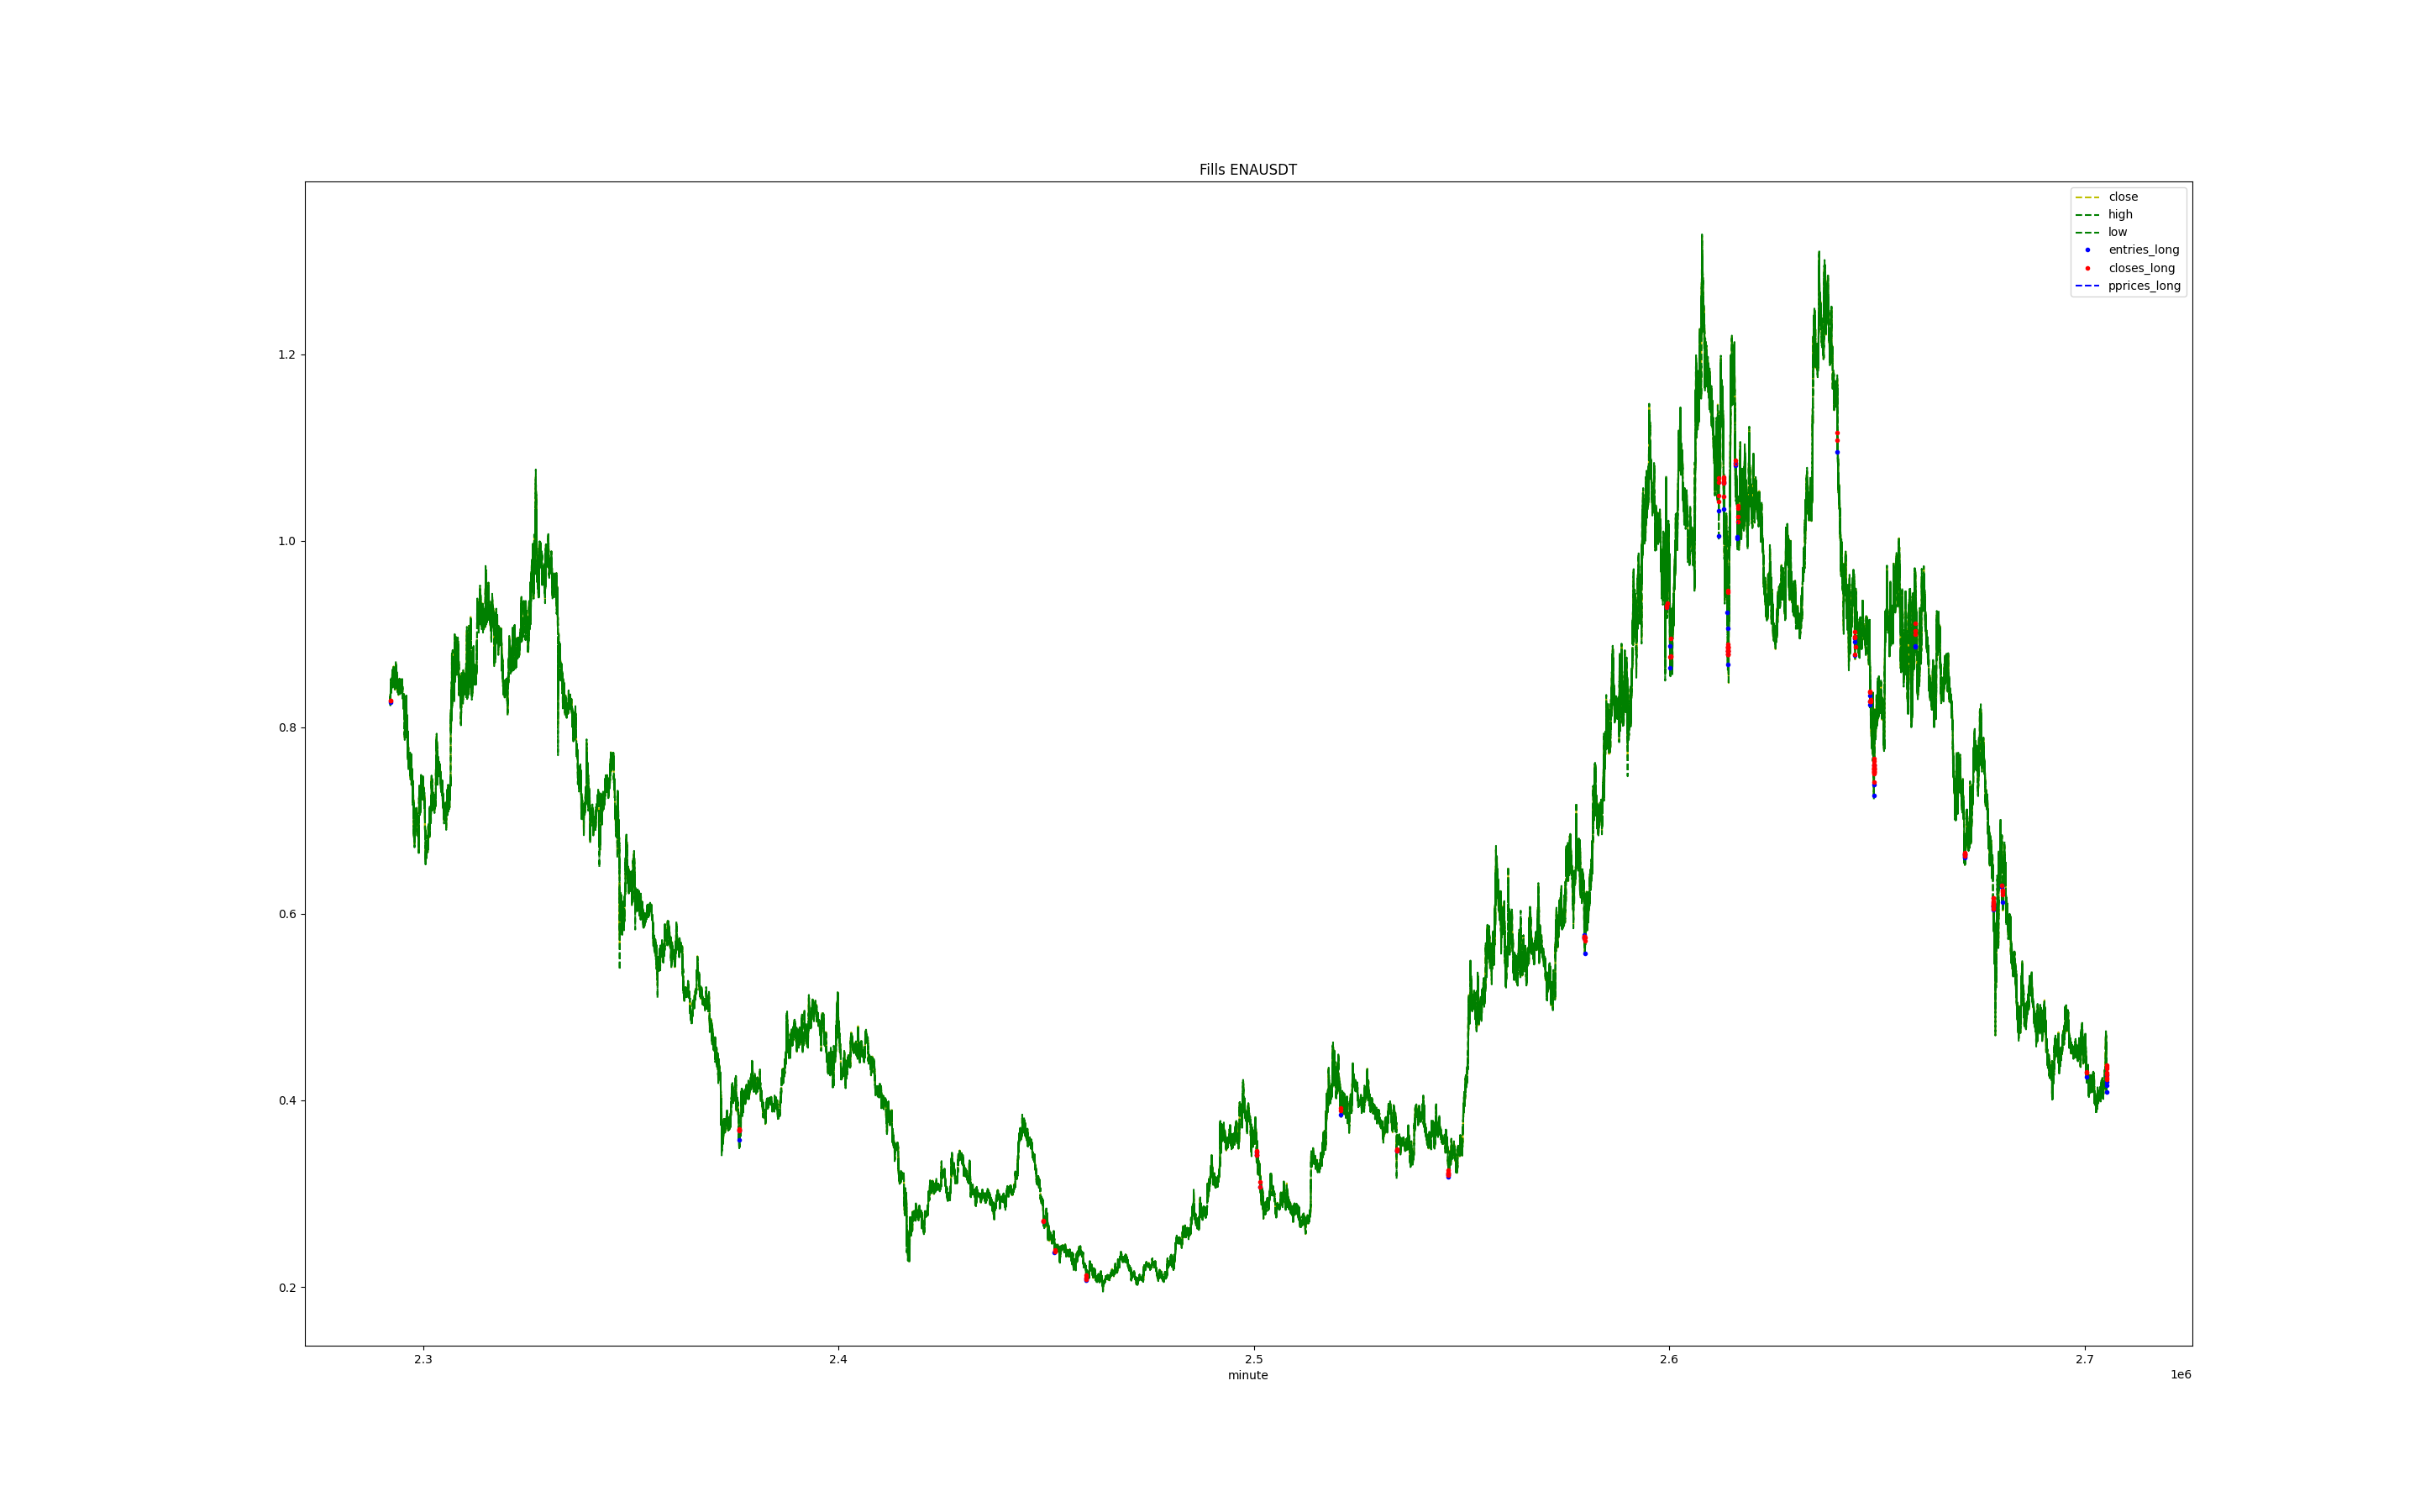 Fills ENAUSDT
close
high
low
entries_long
closes_long
pprices_long
1.2
1.0
0.8
0.6
0.4
0.2
2.3 2.4 2.5 2.6 2.7
minute 1e6